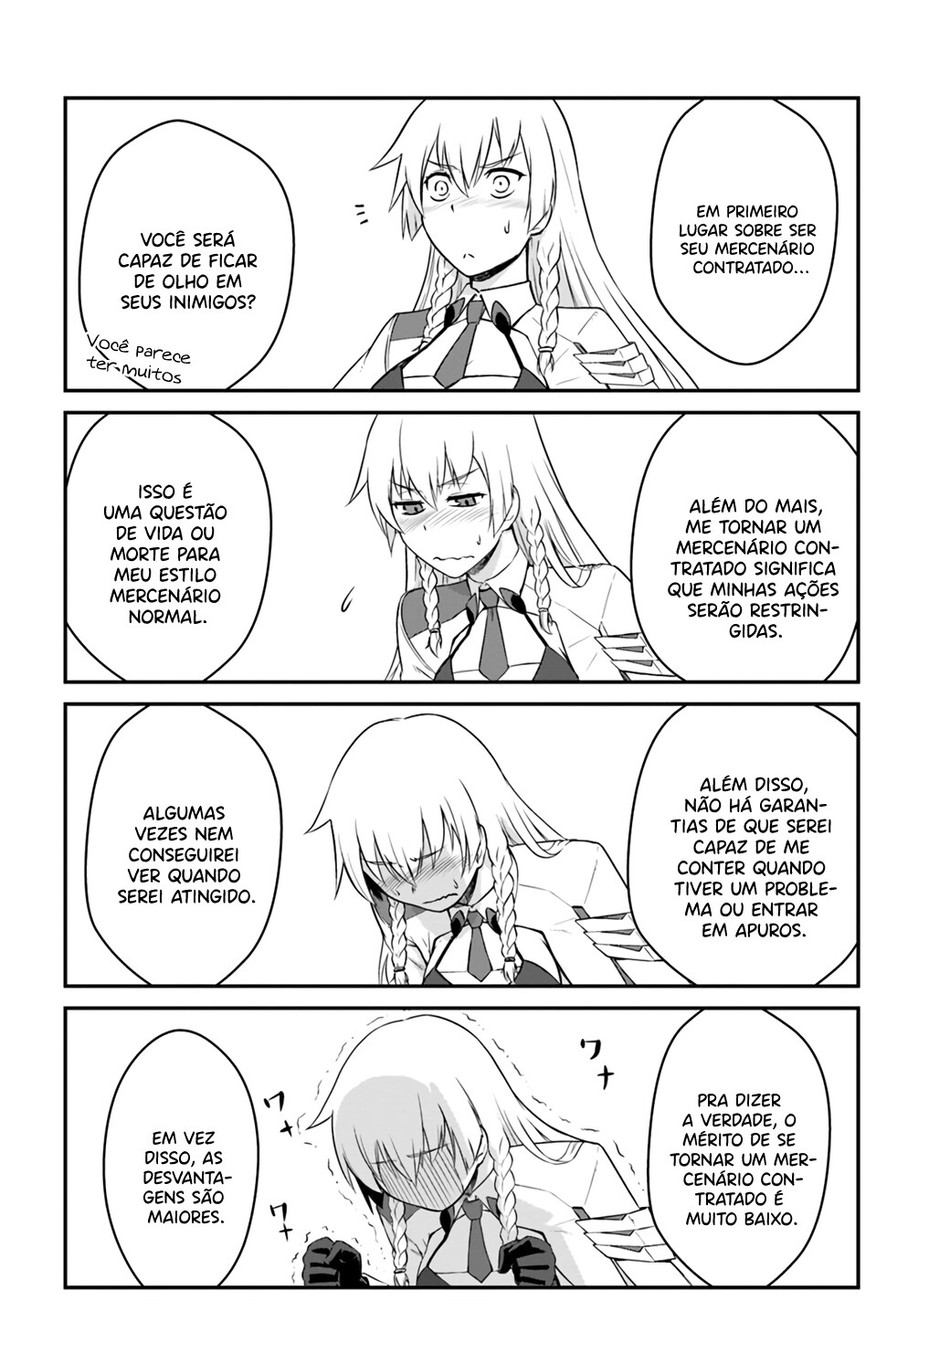 EM PRIMEIRO
LUGAR SOBRE SER
SEU MERCENÁRIO
CONTRATADO...
VOCÊ SERÁ
CAPAZ DE FICAR
DE OLHO EM
SEUS INIMIGOS?
VOCÊ PARECE
TER MUITOS
ALÉM DO MAIS,
ME TORNAR UM
MERCENÁRIO CON-
TRATADO SIGNIFICA
QUE MINHAS AÇÕES
SERÃO RESTRIN-
GIDAS.
ISSO É
UMA QUESTÃO
DE VIDA OU
MORTE PARA
MEU ESTILO
MERCENÁRIO
NORMAL.
ALÉM DISSO,
NÃO HÁ GARAN-
TIAS DE QUE SEREI
CAPAZ DE ME
CONTER QUANDO
TIVER UM PROBLE-
MA OU ENTRAR
EM APUROS.
ALGUMAS
VEZES NEM
CONSEGUIREI
VER QUANDO
SEREI ATINGIDO.
PRA DIZER
A VERDADE, O
MÉRITO DE SE
TORNAR UM MER-
CENÁRIO CON-
TRATADO É
MUITO BAIXO.
ワナ
ワナ
ワナ
EM VEZ
DISSO, AS
DESVANTA-
GENS SÃO
MAIORES.